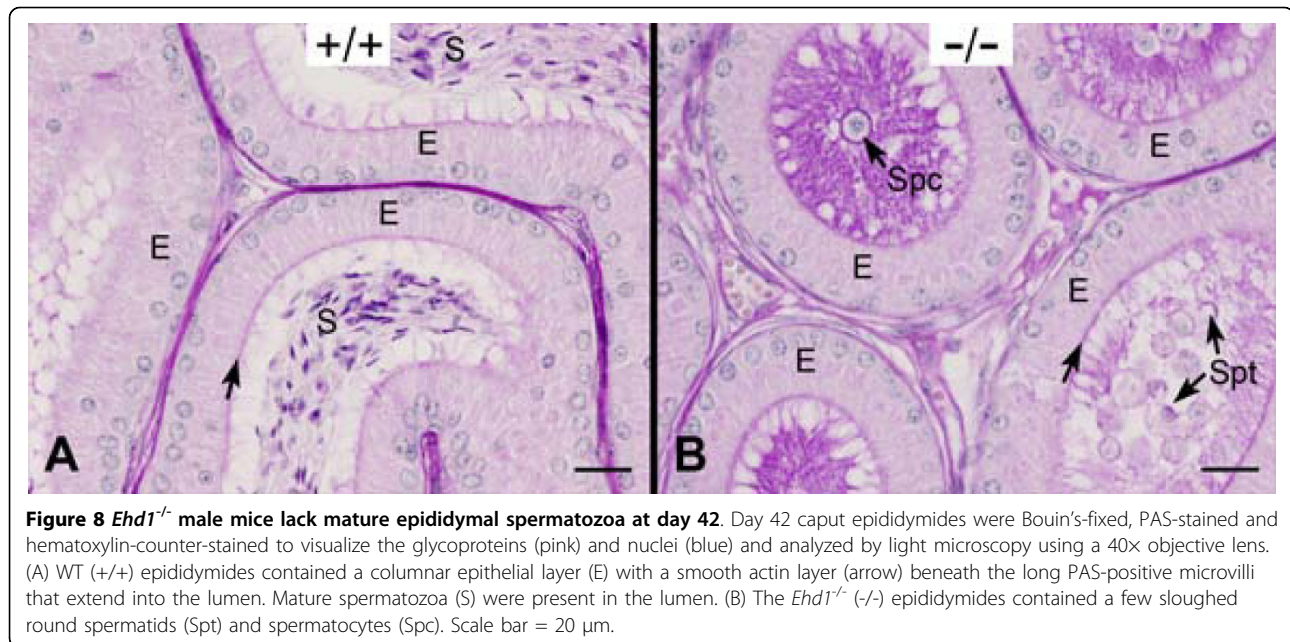 +/+
S
-/-
E
E
Spc
E
E
E
E
S
E
Spt
E
A
B
Figure 8 Ehd1-/- male mice lack mature epididymal spermatozoa at day 42. Day 42 caput epididymides were Bouin's-fixed, PAS-stained and
hematoxylin-counter-stained to visualize the glycoproteins (pink) and nuclei (blue) and analyzed by light microscopy using a 40× objective lens.
(A) WT (+/+) epididymides contained a columnar epithelial layer (E) with a smooth actin layer (arrow) beneath the long PAS-positive microvilli
that extend into the lumen. Mature spermatozoa (S) were present in the lumen. (B) The Ehd1-/- (-/-) epididymides contained a few sloughed
round spermatids (Spt) and spermatocytes (Spc). Scale bar = 20 μm.